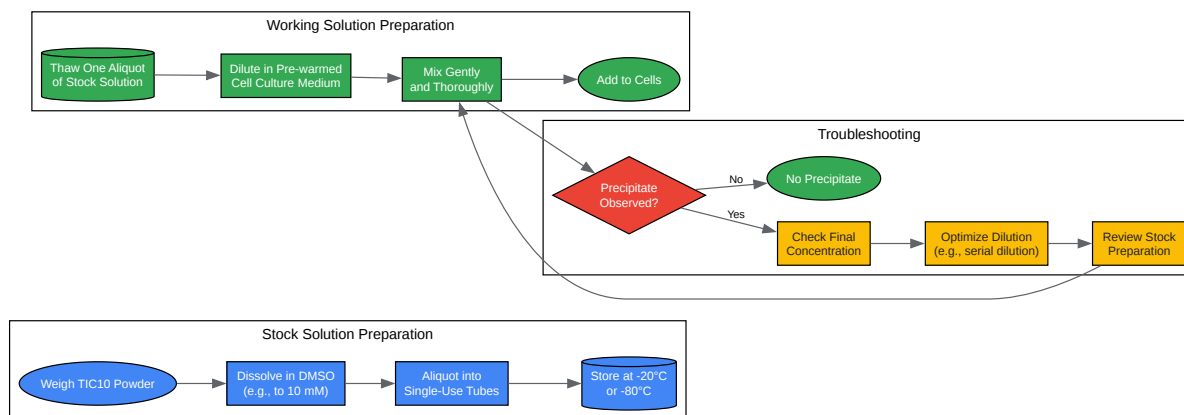 Working Solution Preparation
Thaw One Aliquot
of Stock Solution
Dilute in Pre-warmed
Cell Culture Medium
Mix Gently
and Thoroughly
Add to Cells
Troubleshooting
Precipitate
Observed?
No
No Precipitate
Yes
Check Final
Concentration
Optimize Dilution
(e.g., serial dilution)
Review Stock
Preparation
Stock Solution Preparation
Weigh TIC10 Powder
Dissolve in DMSO
(e.g., to 10 mM)
Aliquot into
Single-Use Tubes
Store at -20°C
or -80°C